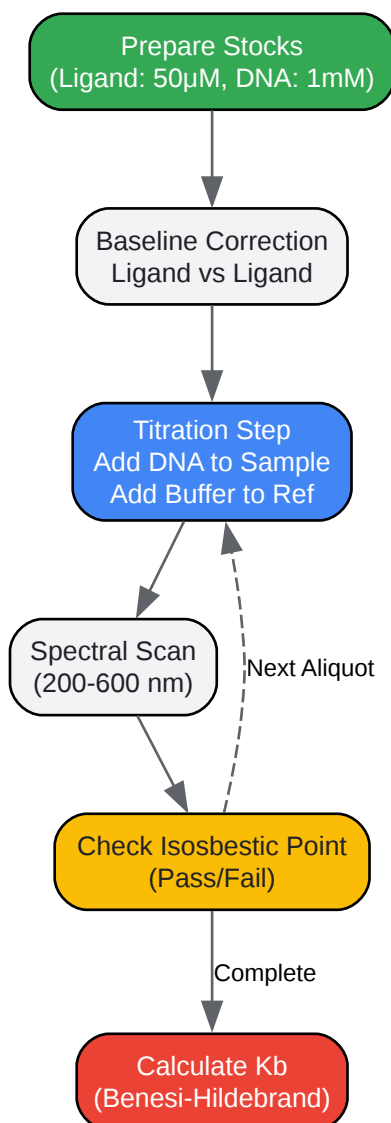 Prepare Stocks
(Ligand: 50μM, DNA: 1mM)
Baseline Correction
Ligand vs Ligand
Titration Step
Add DNA to Sample
Add Buffer to Ref
Spectral Scan
(200-600 nm)
Next Aliquot
Check Isosbestic Point
(Pass/Fail)
Complete
Calculate Kb
(Benesi-Hildebrand)